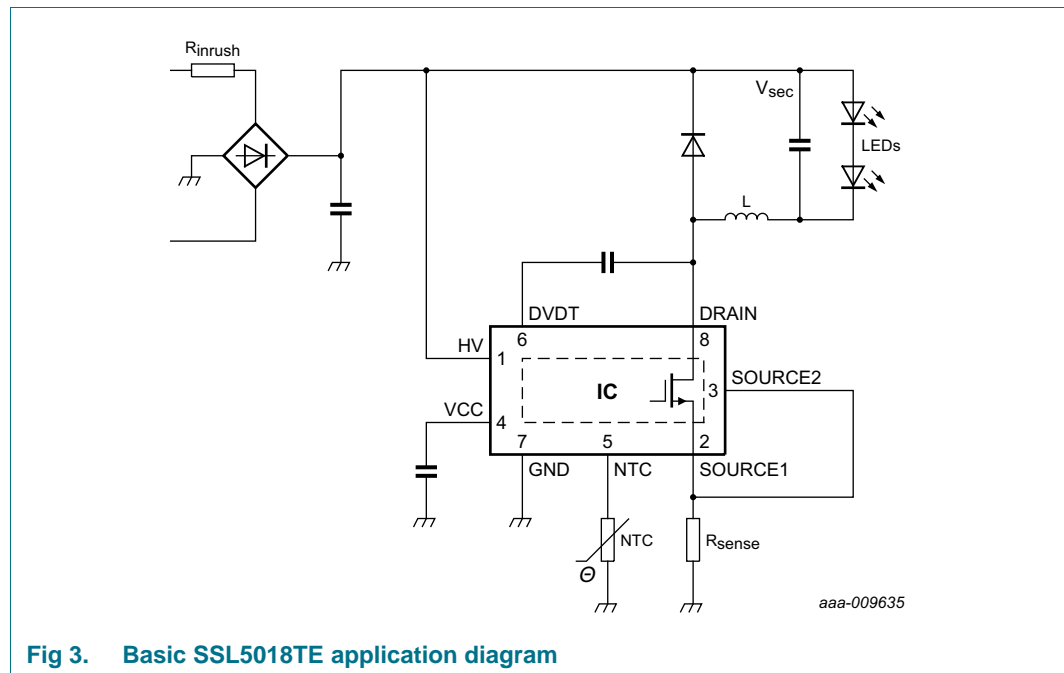 Rinrush
Vsec
LEDs
L
DVDT
DRAIN
6
8
HV
1
SOURCE2
3
IC
VCC
4
7
5
2
GND
NTC
SOURCE1
NTC
Rsense
Θ
aaa-009635
Fig 3. Basic SSL5018TE application diagram